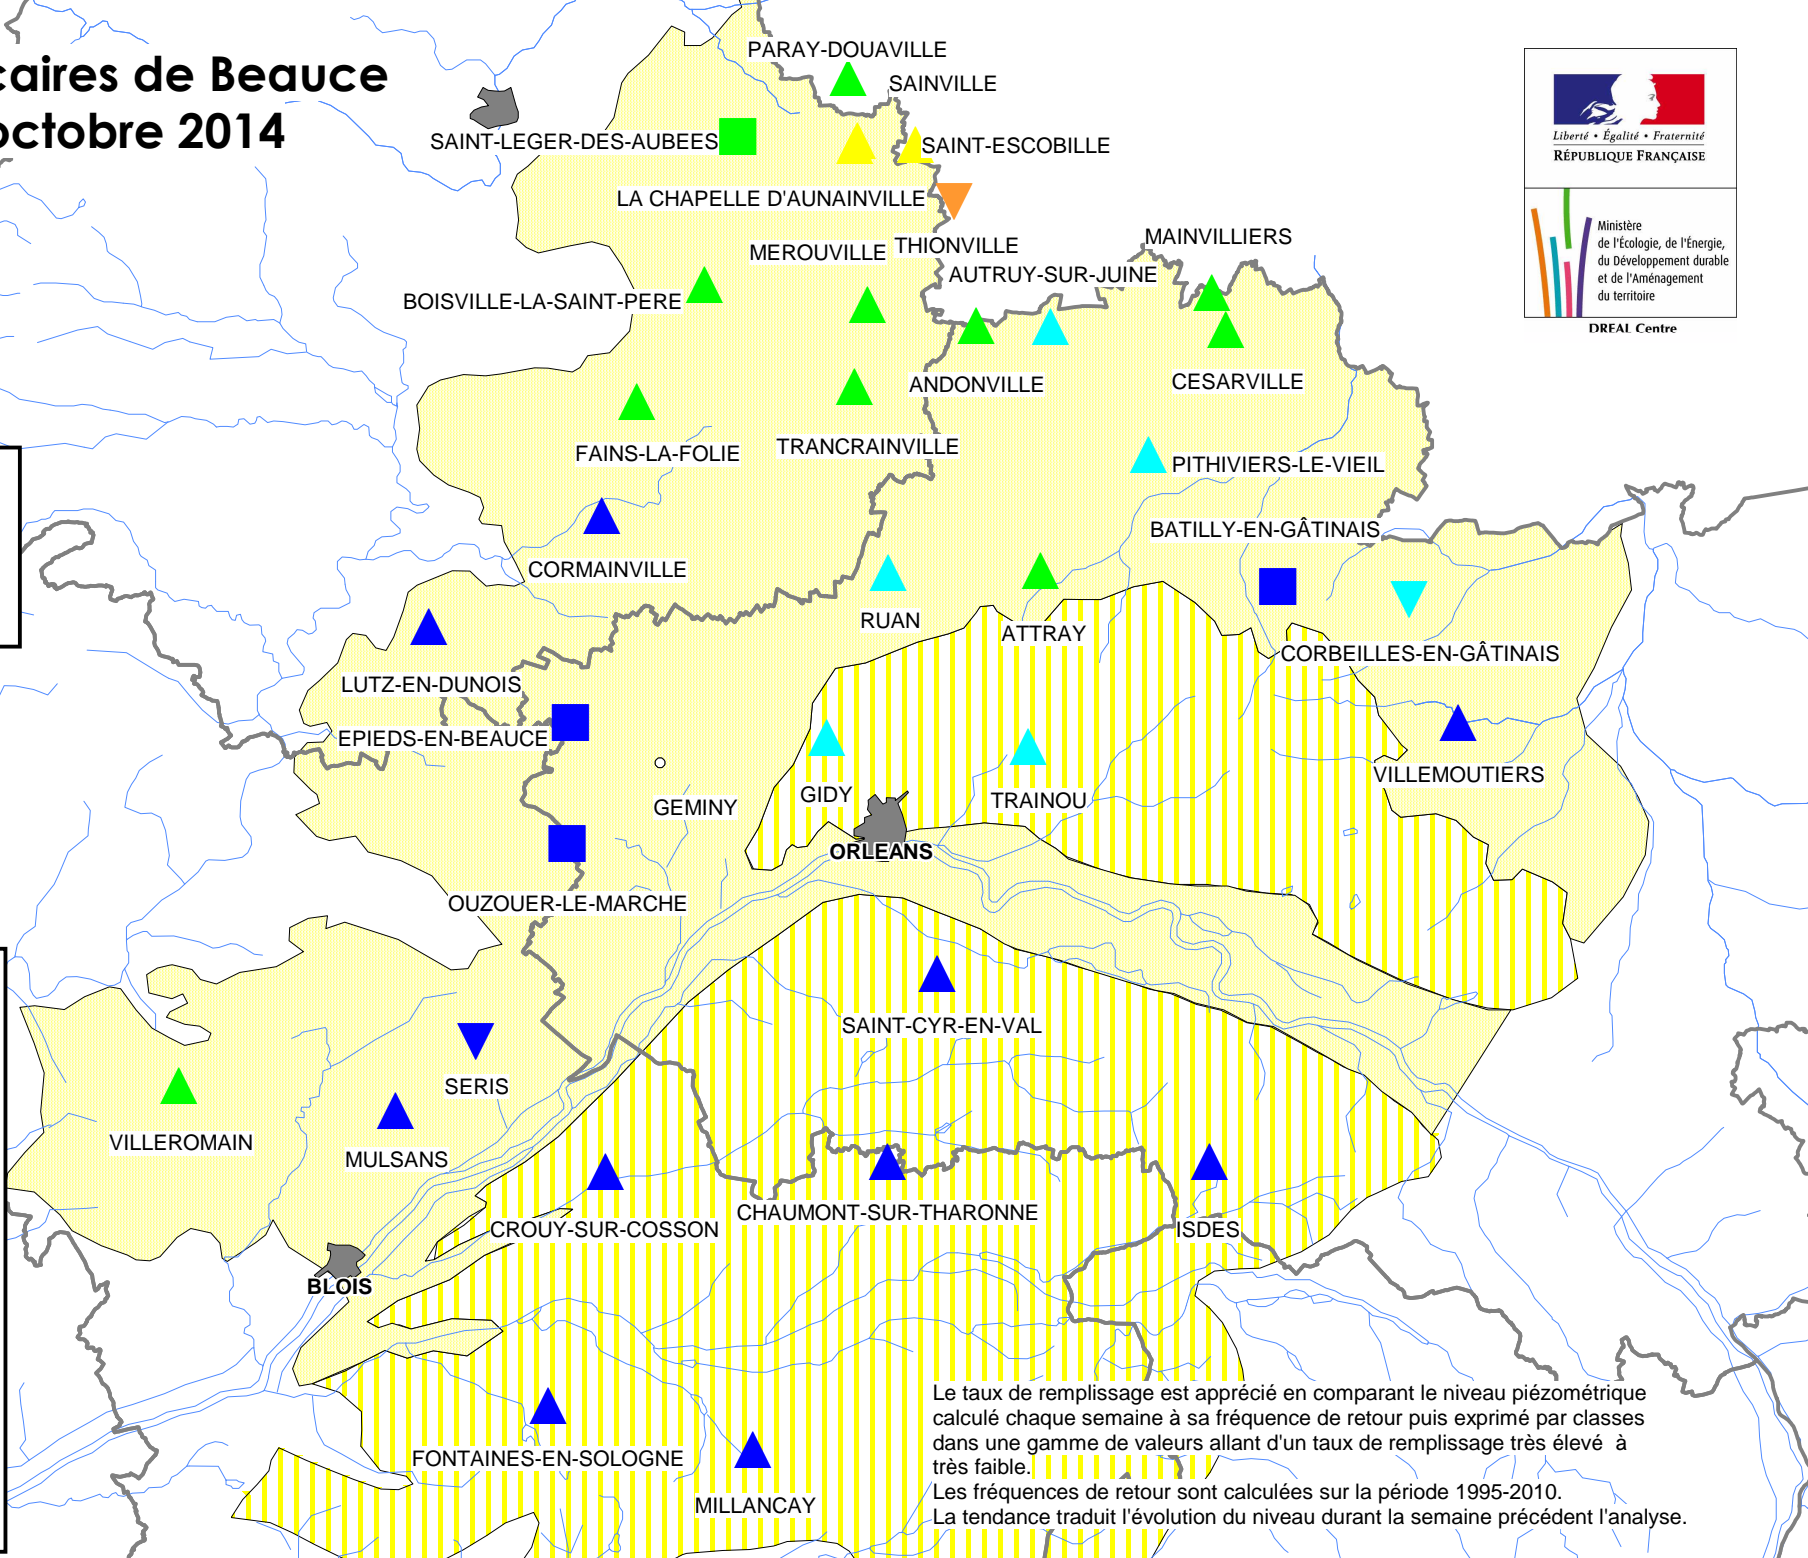 caires de Beauce
octobre 2014
PARAY-DOUAVILLE
SAINVILLE
SAINT-LEGER-DES-AUBEES
SAINT-ESCOBILLE
LA CHAPELLE D'AUNAINVILLE
THIONVILLE
MEROUVILLE
MAINVILLIERS
AUTRUY-SUR-JUINE
BOISVILLE-LA-SAINT-PERE
ANDONVILLE
CESARVILLE
FAINS-LA-FOLIE
TRANCRAINVILLE
PITHIVIERS-LE-VIEIL
BATILLY-EN-GÂTINAIS
CORMAINVILLE
RUAN
ATTRAY
CORBEILLES-EN-GÂTINAIS
LUTZ-EN-DUNOIS
EPIEDS-EN-BEAUCE
VILLEMOUTIERS
GEMINY
GIDY
TRAINOU
ORLEANS
OUZOUER-LE-MARCHE
SAINT-CYR-EN-VAL
SERIS
VILLEROMAIN
MULSANS
CROUY-SUR-COSSON
CHAUMONT-SUR-THARONNE
ISDES
BLOIS
FONTAINES-EN-SOLOGNE
MILLANCAY
Liberté • Égalité • Fraternité
RÉPUBLIQUE FRANÇAISE
Ministère
de l'Écologie, de l'Énergie,
du Développement durable
et de l'Aménagement
du territoire
DREAL Centre
Le taux de remplissage est apprécié en comparant le niveau piézométrique
calculé chaque semaine à sa fréquence de retour puis exprimé par classes
dans une gamme de valeurs allant d'un taux de remplissage très élevé à
très faible.
Les fréquences de retour sont calculées sur la période 1995-2010.
La tendance traduit l'évolution du niveau durant la semaine précédent l'analyse.